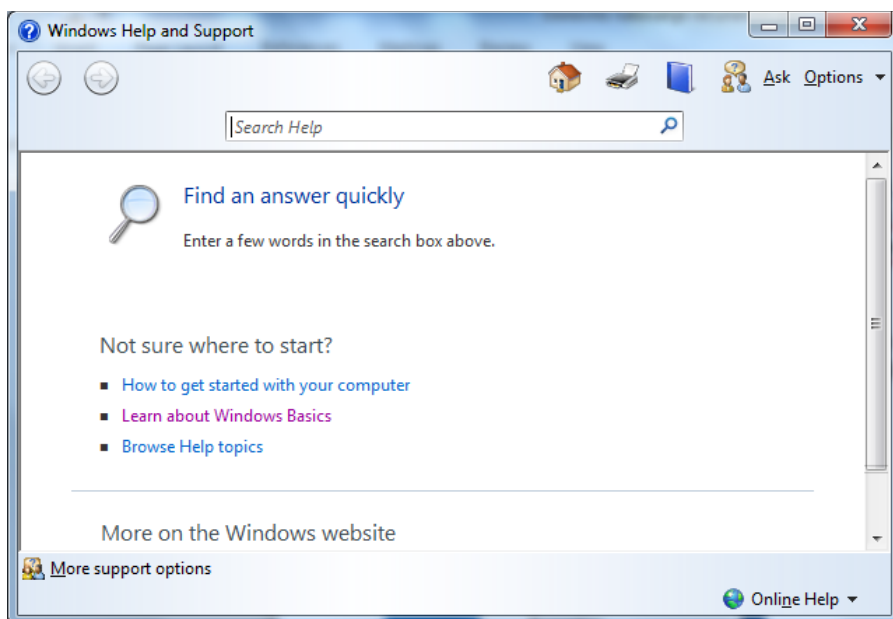 Windows Help and Support
Ask Options
Search Help
Find an answer quickly
Enter a few words in the search box above.
Not sure where to start?
How to get started with your computer
Learn about Windows Basics
Browse Help topics
More on the Windows website
More support options
Online Help